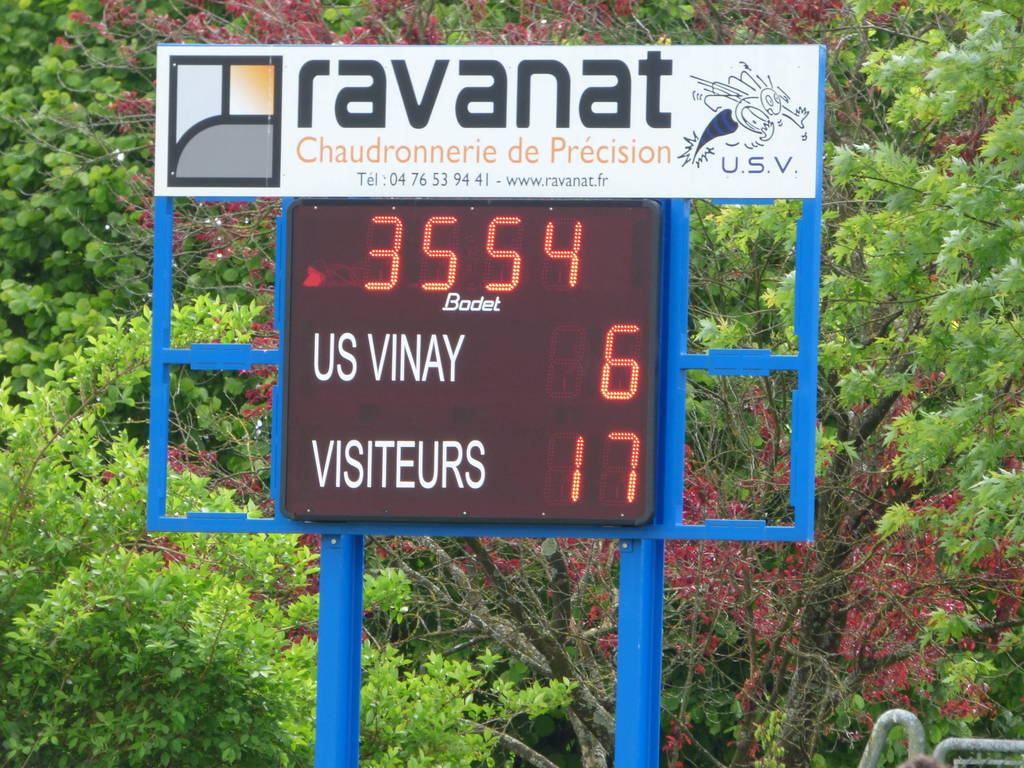 ravanat
Chaudronnerie de Précision
Tél : 04 76 53 94 41 - www.ravanat.fr
U.S.V.
3554
Bodet
US VINAY 6
VISITEURS 17